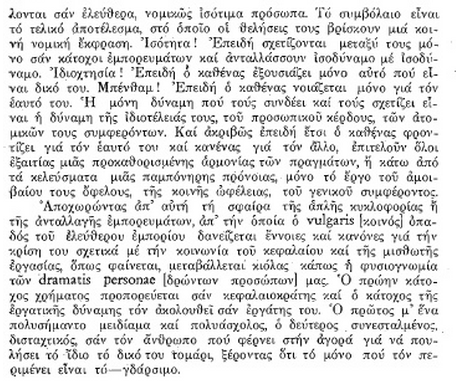 λονται σάν ἐλεύθερα, νομικῶς ἰσότιμα πρόσωπα. Τό συμβόλαιο εἶναι
τό τελικό ἀποτέλεσμα, στό ὁποῖο οἱ θελήσεις τους βρίσκουν μιά κοι-
νή νομική ἔκφραση. Ἰσότητα! Ἐπειδή σχετίζονται μεταξύ τους μό-
νο σάν κάτοχοι ἐμπορευμάτων καί ἀνταλλάσσουν ἰσοδύναμο μέ ἰσοδύ-
ναμο. Ἰδιοχτησία! Ἐπειδή ὁ καθένας ἐξουσιάζει μόνο αὐτό πού εἶ-
ναι δικό του. Μπένθαμ! Ἐπειδή ὁ καθένας νοιάζεται μόνο γιά τόν
ἑαυτό του. Ἡ μόνη δύναμη πού τούς συνδέει καί τούς σχετίζει εἶ-
ναι ἡ δύναμη τῆς ἰδιοτέλειάς τους, τοῦ προσωπικοῦ κέρδους, τῶν ἀτο-
μικῶν τους συμφερόντων. Καί ἀκριβῶς ἐπειδή ἔτσι ὁ καθένας φρον-
τίζει γιά τόν ἑαυτό του καί κανένας γιά τόν ἄλλο, ἐπιτελοῦν ὅλοι
ἐξαιτίας μιᾶς προκαθορισμένης ἁρμονίας τῶν πραγμάτων, ἤ κάτω ἀπό
τά κελεύσματα μιᾶς παμπόνηρης πρόνοιας, μόνο τό ἔργο τοῦ ἀμοι-
βαίου τους ὄφελους, τῆς κοινῆς ὠφέλειας, τοῦ γενικοῦ συμφέροντος.
Ἀποχωρώντας ἀπ' αὐτή τή σφαίρα τῆς ἁπλῆς κυκλοφορίας ἤ
τῆς ἀνταλλαγῆς ἐμπορευμάτων, ἀπ' τήν ὁποία ὁ vulgaris [κοινός] ὀπα-
δός τοῦ ἐλεύθερου ἐμπορίου δανείζεται ἔννοιες καί κανόνες γιά τήν
κρίση του σχετικά μέ τήν κοινωνία τοῦ κεφαλαίου καί τῆς μισθωτῆς
ἐργασίας, ὅπως φαίνεται, μεταβάλλεται κιόλας κάπως ἡ φυσιογνωμία
τῶν dramatis personae [δρώντων προσώπων] μας. Ὁ πρώην κάτο-
χος χρήματος προπορεύεται σάν κεφαλαιοκράτης καί ὁ κάτοχος τῆς
ἐργατικῆς δύναμης τόν ἀκολουθεῖ σάν ἐργάτης του. Ὁ πρῶτος μ' ἕνα
πολυσήμαντο μειδίαμα καί πολυάσχολος, ὁ δεύτερος συνεσταλμένος,
διστακτικός, σάν τόν ἄνθρωπο πού φέρνει στήν ἀγορά γιά νά που-
λήσει τό ἴδιο τό δικό του τομάρι, ξέροντας ὅτι τό μόνο πού τόν πε-
ριμένει εἶναι τό—γδάρσιμο.